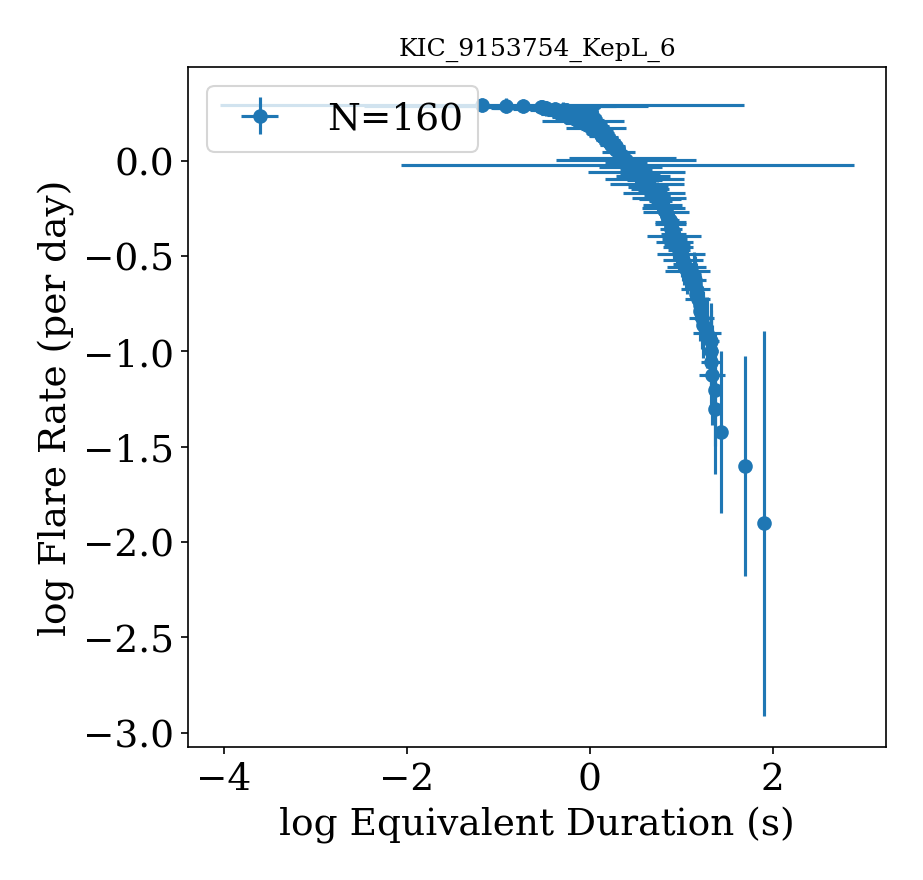 KIC_9153754_KepL_6
N=160
log Flare Rate (per day)
0.0
−0.5
−1.0
−1.5
−2.0
−2.5
−3.0
−4
−2
0
2
log Equivalent Duration (s)